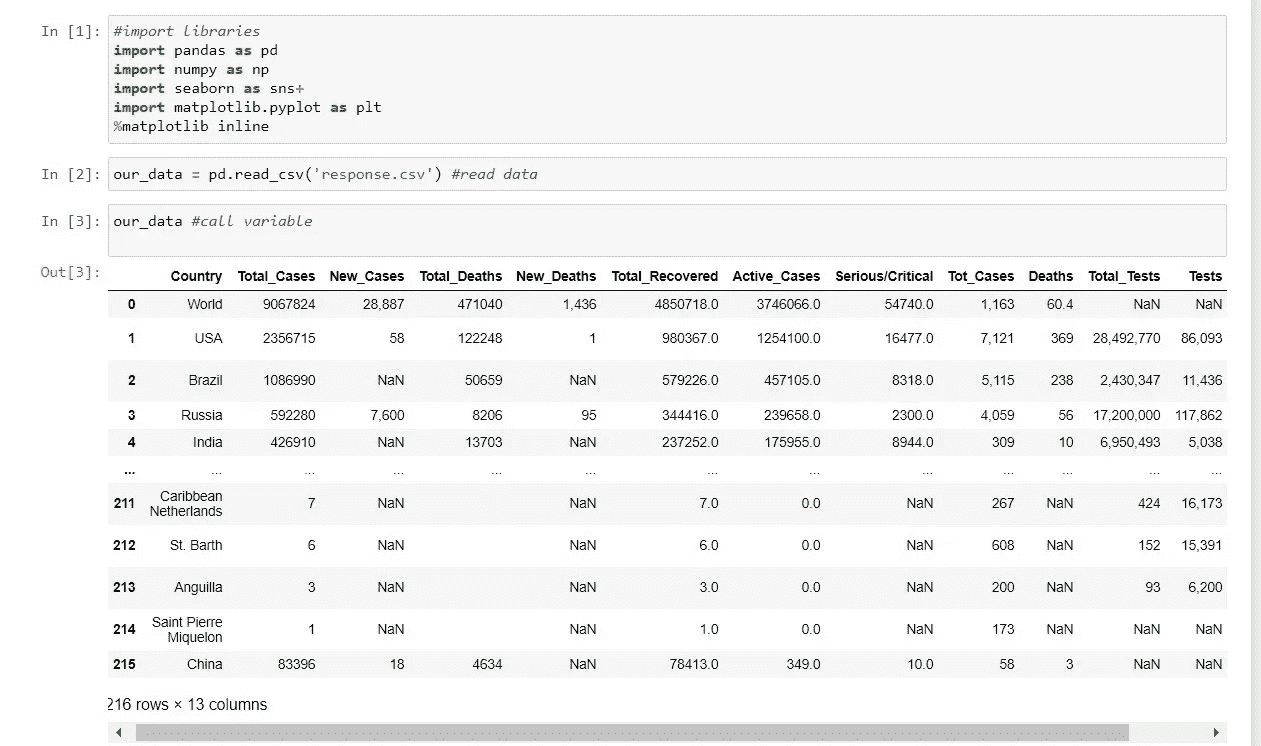 In [1]: #import libraries
import pandas as pd
import numpy as np
import seaborn as sns+
import matplotlib.pyplot as plt
%matplotlib inline
In [2]: our_data = pd.read_csv('response.csv') #read data
In [3]: our_data #call variable
Out[3]:
Country Total_Cases New_Cases Total_Deaths New_Deaths Total_Recovered Active_Cases Serious/Critical Tot_Cases Deaths Total_Tests Tests
0 World 9067824 28,887 471040 1,436 4850718.0 3746066.0 54740.0 1,163 60.4 NaN NaN
1 USA 2356715 58 122248 1 980367.0 1254100.0 16477.0 7,121 369 28,492,770 86,093
2 Brazil 1086990 NaN 50659 NaN 579226.0 457105.0 8318.0 5,115 238 2,430,347 11,436
3 Russia 592280 7,600 8206 95 344416.0 239658.0 2300.0 4,059 56 17,200,000 117,862
4 India 426910 NaN 13703 NaN 237252.0 175955.0 8944.0 309 10 6,950,493 5,038
... ... ... ... ... ... ... ... ... ... ... ... ...
211 Caribbean Netherlands 7 NaN NaN 7.0 0.0 NaN 267 NaN 424 16,173
212 St. Barth 6 NaN NaN 6.0 0.0 NaN 608 NaN 152 15,391
213 Anguilla 3 NaN NaN 3.0 0.0 NaN 200 NaN 93 6,200
214 Saint Pierre Miquelon 1 NaN NaN 1.0 0.0 NaN 173 NaN NaN NaN
215 China 83396 18 4634 NaN 78413.0 349.0 10.0 58 3 NaN NaN
216 rows × 13 columns